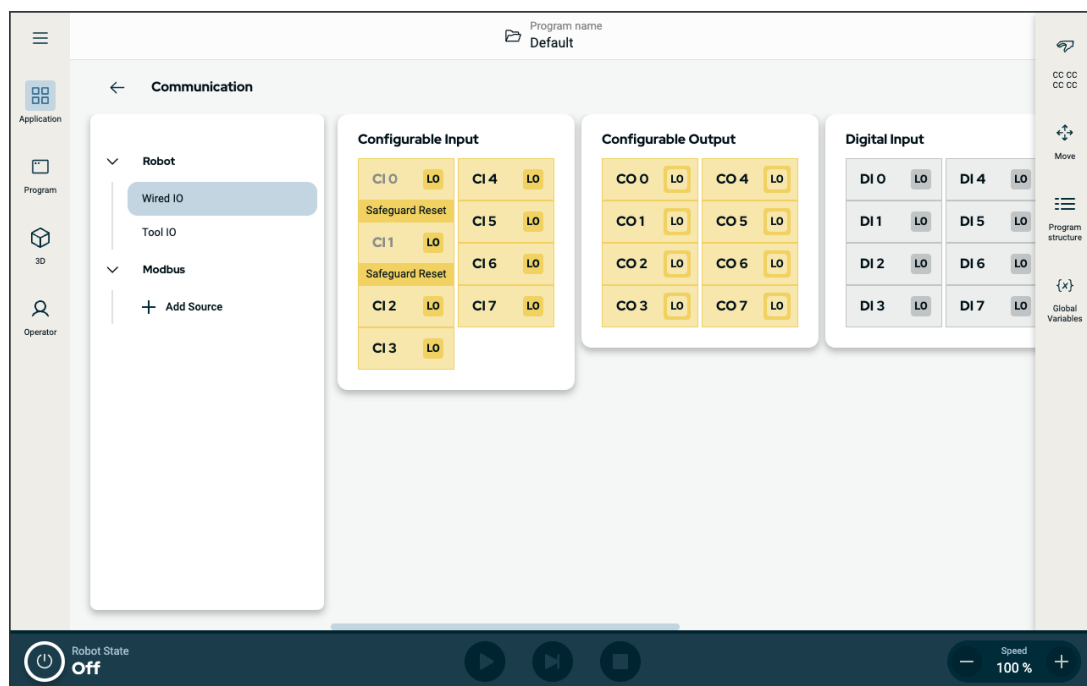 Program name
Default
Communication
Application
Program
3D
Operator
Robot
Wired IO
Tool IO
Modbus
Add Source
Configurable Input
CI 0 LO CI 4 LO
Safeguard Reset
CI 1 LO CI 5 LO
Safeguard Reset
CI 6 LO
CI 2 LO CI 7 LO
CI 3 LO
Configurable Output
CO 0 LO CO 4 LO
CO 1 LO CO 5 LO
CO 2 LO CO 6 LO
CO 3 LO CO 7 LO
Digital Input
DI 0 LO DI 4 LO
DI 1 LO DI 5 LO
DI 2 LO DI 6 LO
DI 3 LO DI 7 LO
CC CC
CC CC
Move
Program
structure
{x}
Global
Variables
Robot State
Off
Speed
100 %